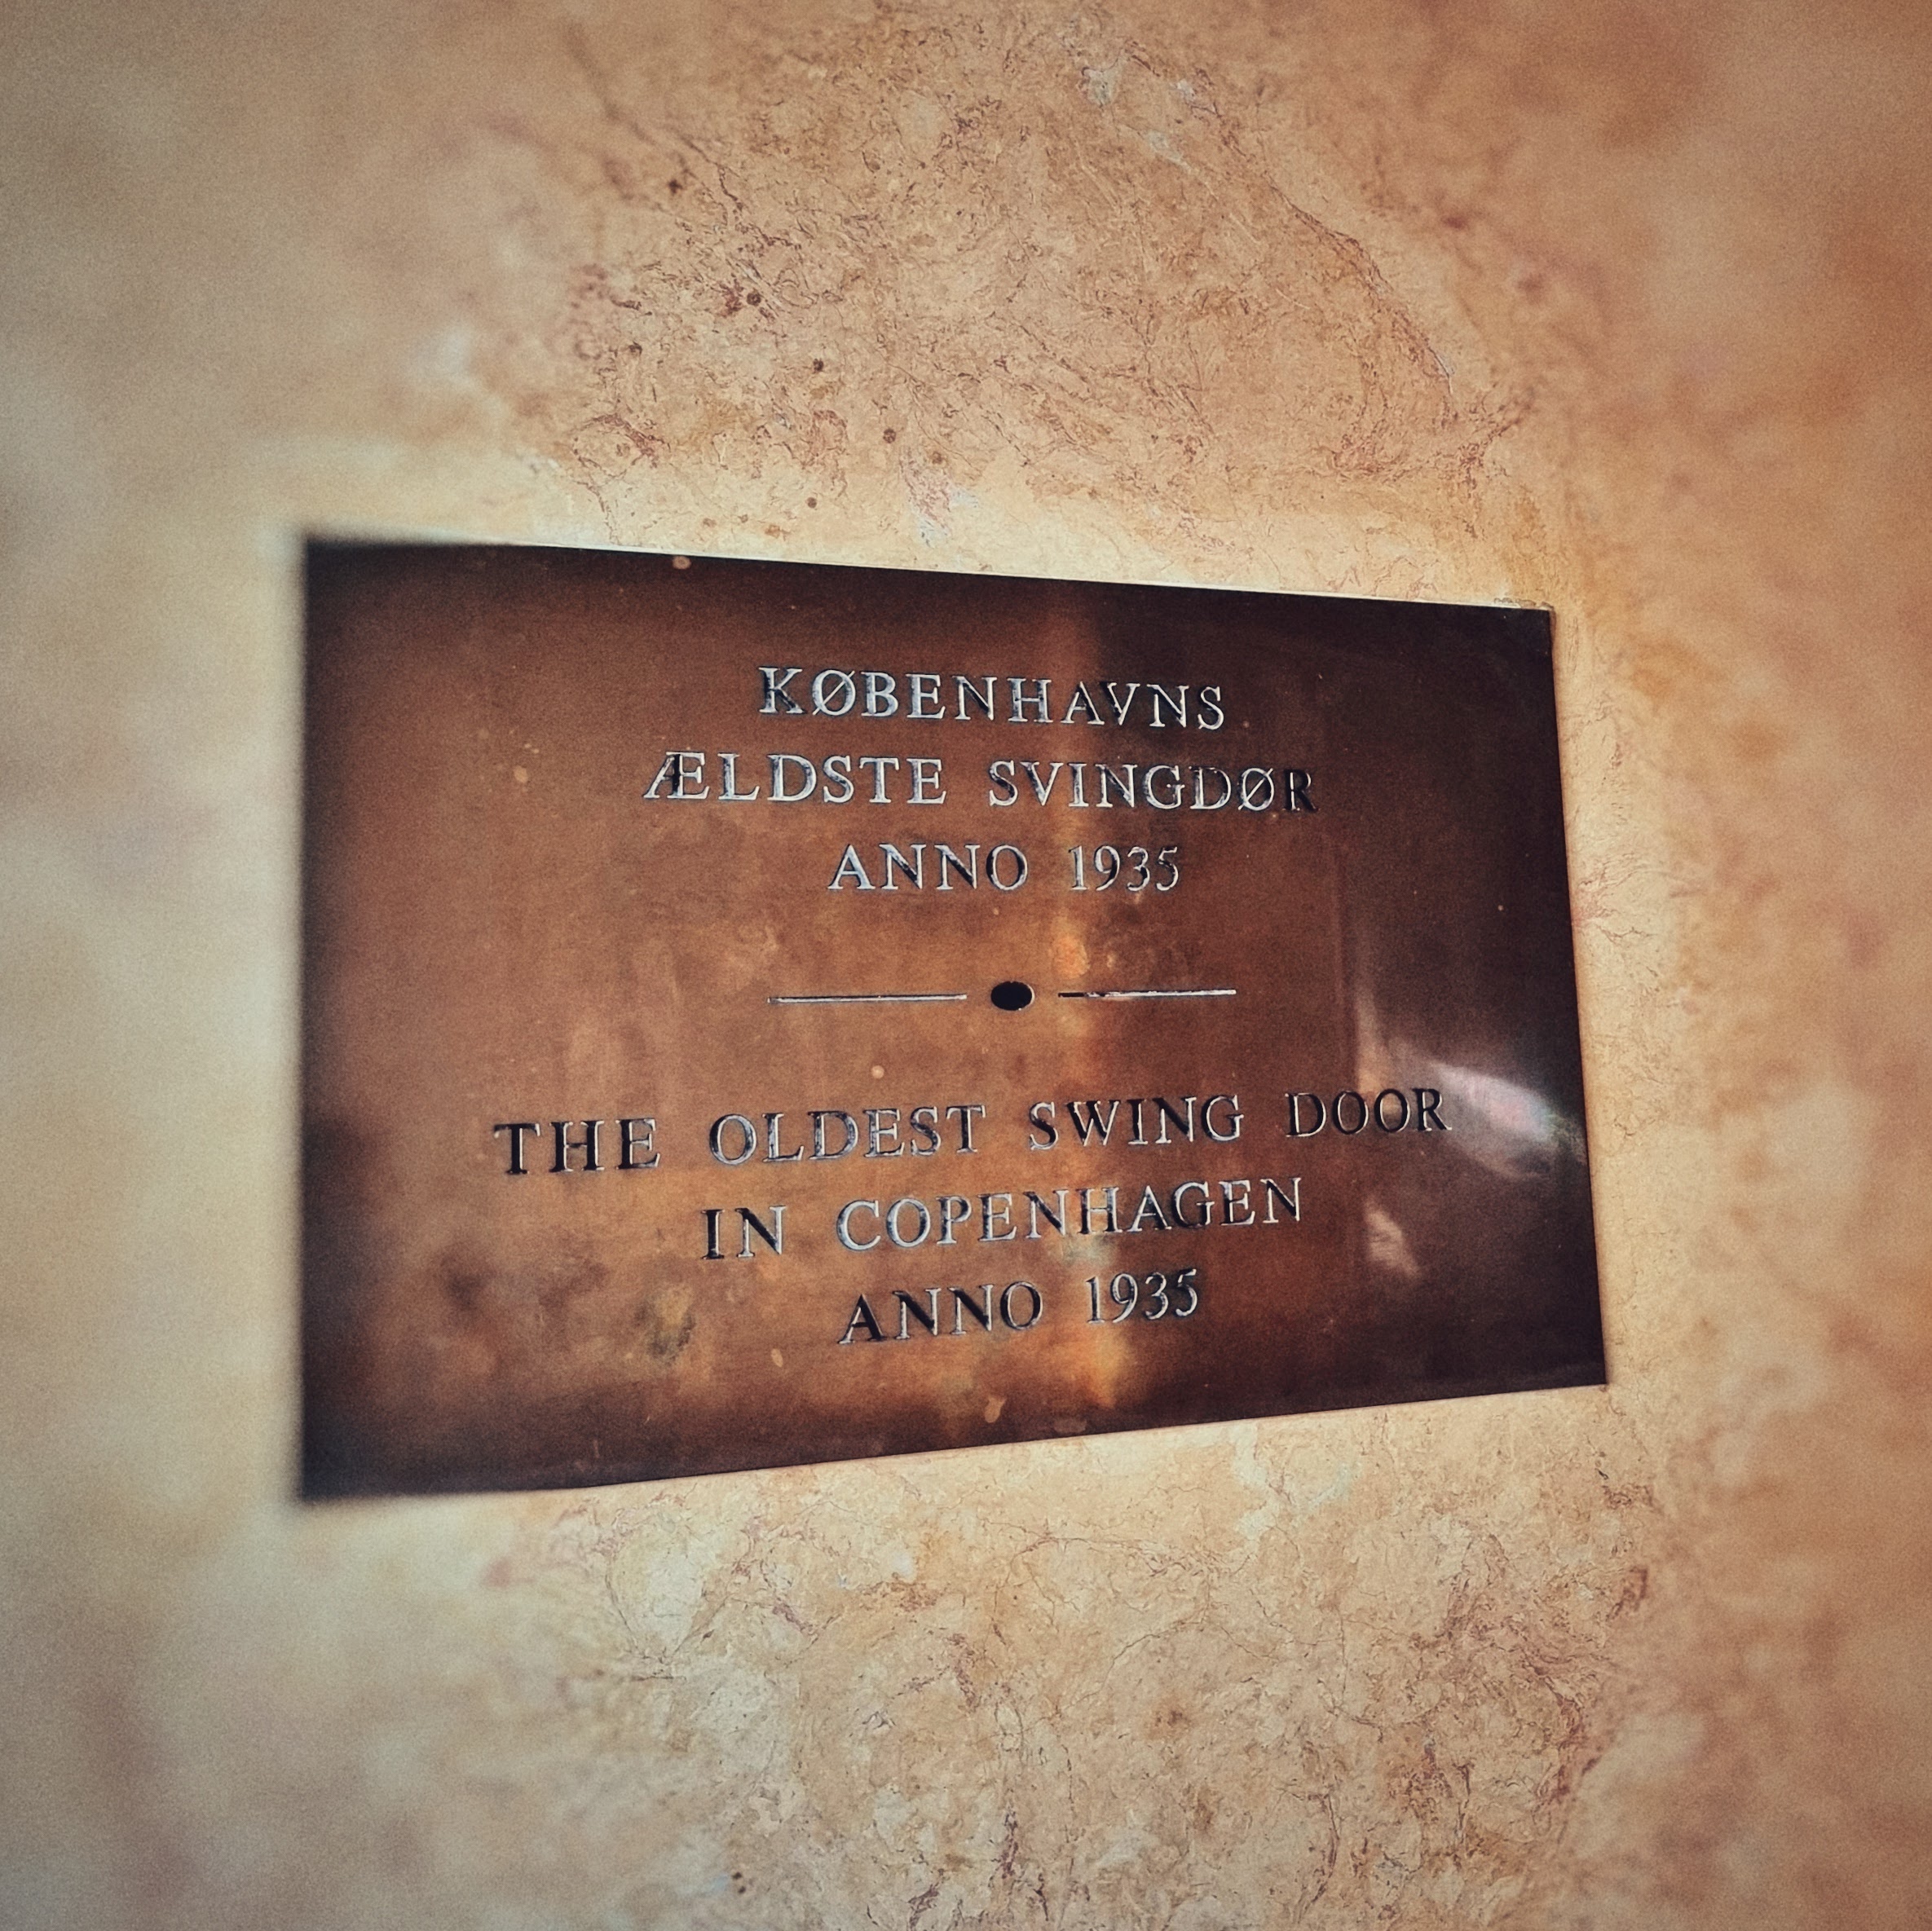 KØBENHAVNS
ÆLDSTE SVINGDØR
ANNO 1935
THE OLDEST SWING DOOR
IN COPENHAGEN
ANNO 1935